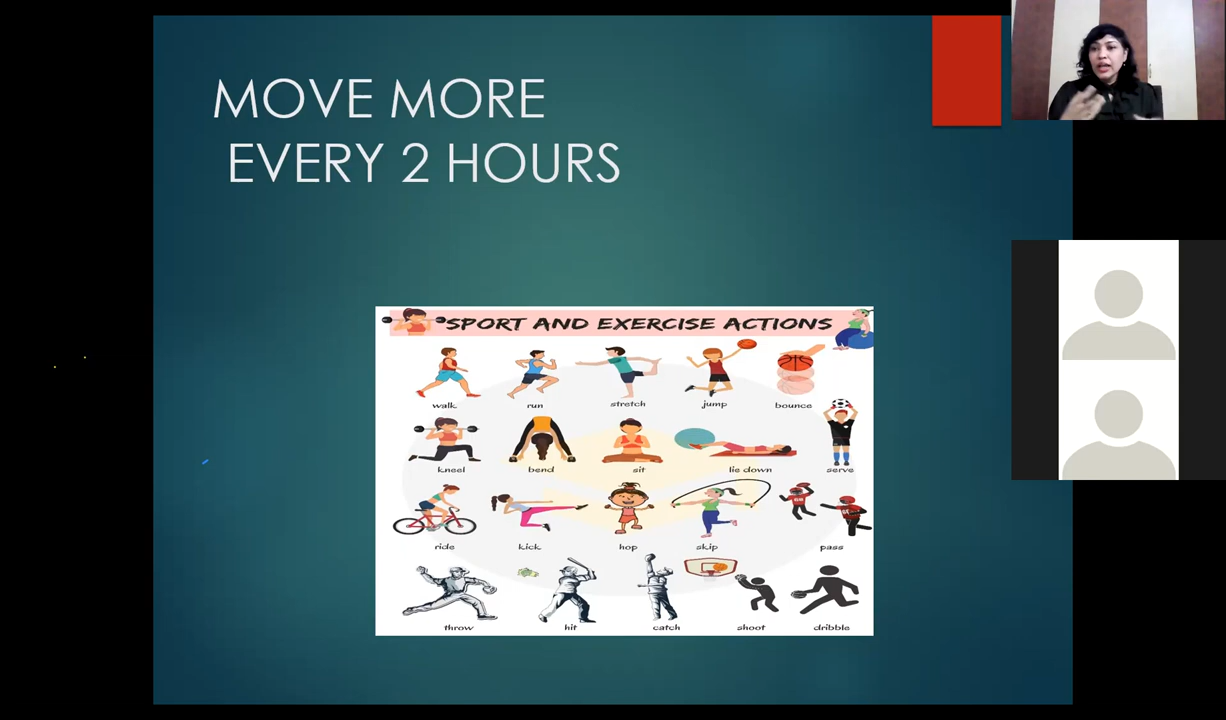 MOVE MORE
EVERY 2 HOURS
SPORT AND EXERCISE ACTIONS
walk run stretch jump bounce
kneel bend sit lie down serve
ride kick hop skip pass
throw hit catch shoot dribble